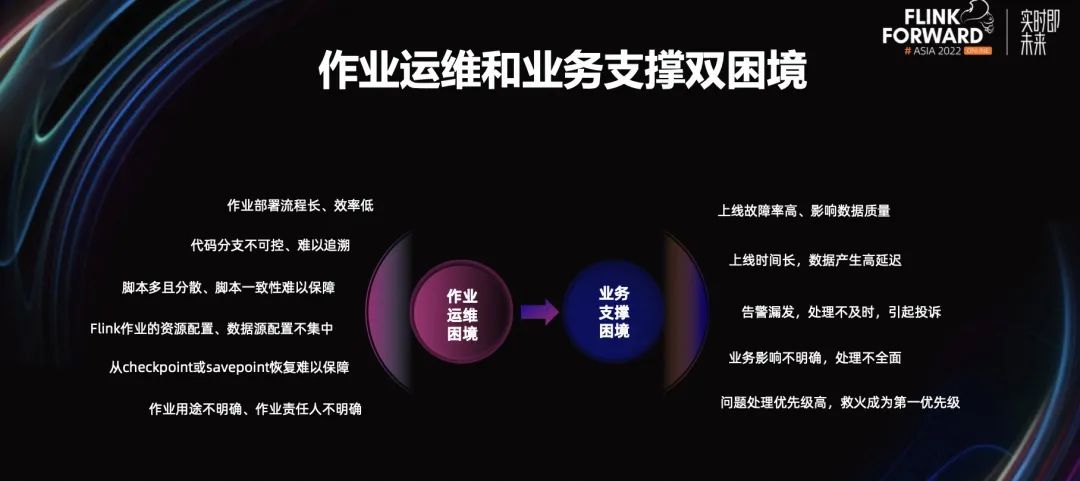 FLINK
FORWARD
# ASIA 2022 ONLINE
实时即
未来
作业运维和业务支撑双困境
作业部署流程长、效率低
代码分支不可控、难以追溯
脚本多且分散、脚本一致性难以保障
Flink作业的资源配置、数据源配置不集中
从checkpoint或savepoint恢复难以保障
作业用途不明确、作业责任人不明确
作业
运维
困境
业务
支撑
困境
上线故障率高、影响数据质量
上线时间长，数据产生高延迟
告警漏发，处理不及时，引起投诉
业务影响不明确，处理不全面
问题处理优先级高，救火成为第一优先级